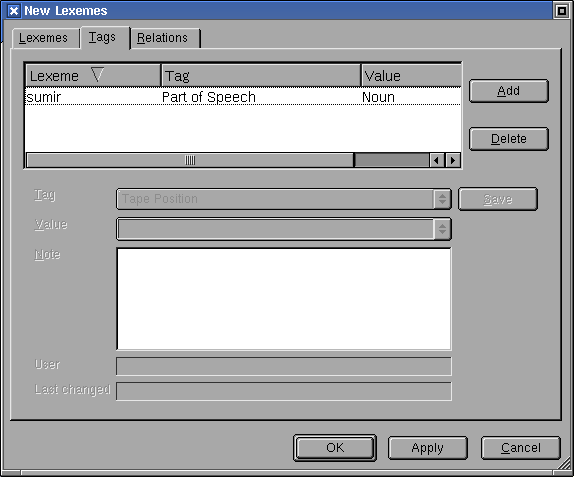 New Lexemes
Lexemes Tags Relations
Lexeme Tag Value
sumir Part of Speech Noun
Add
Delete
Tag Tape Position Save
Value
Note
User
Last changed
OK Apply Cancel